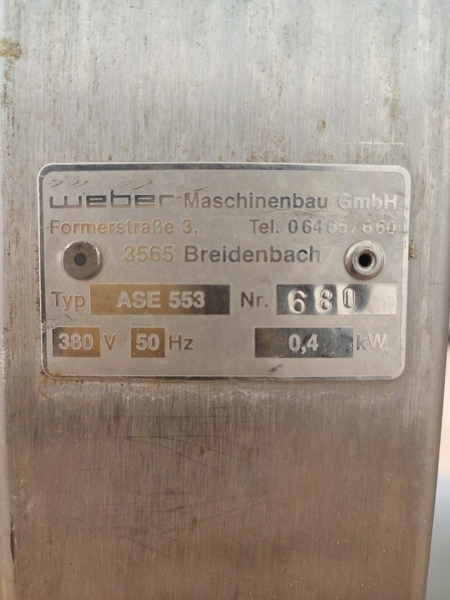 weber Maschinenbau GmbH
Formerstraße 3, Tel. 06465/660
3565 Breidenbach
Typ ASE 553 Nr. 680
380 V 50 Hz 0,4 kW